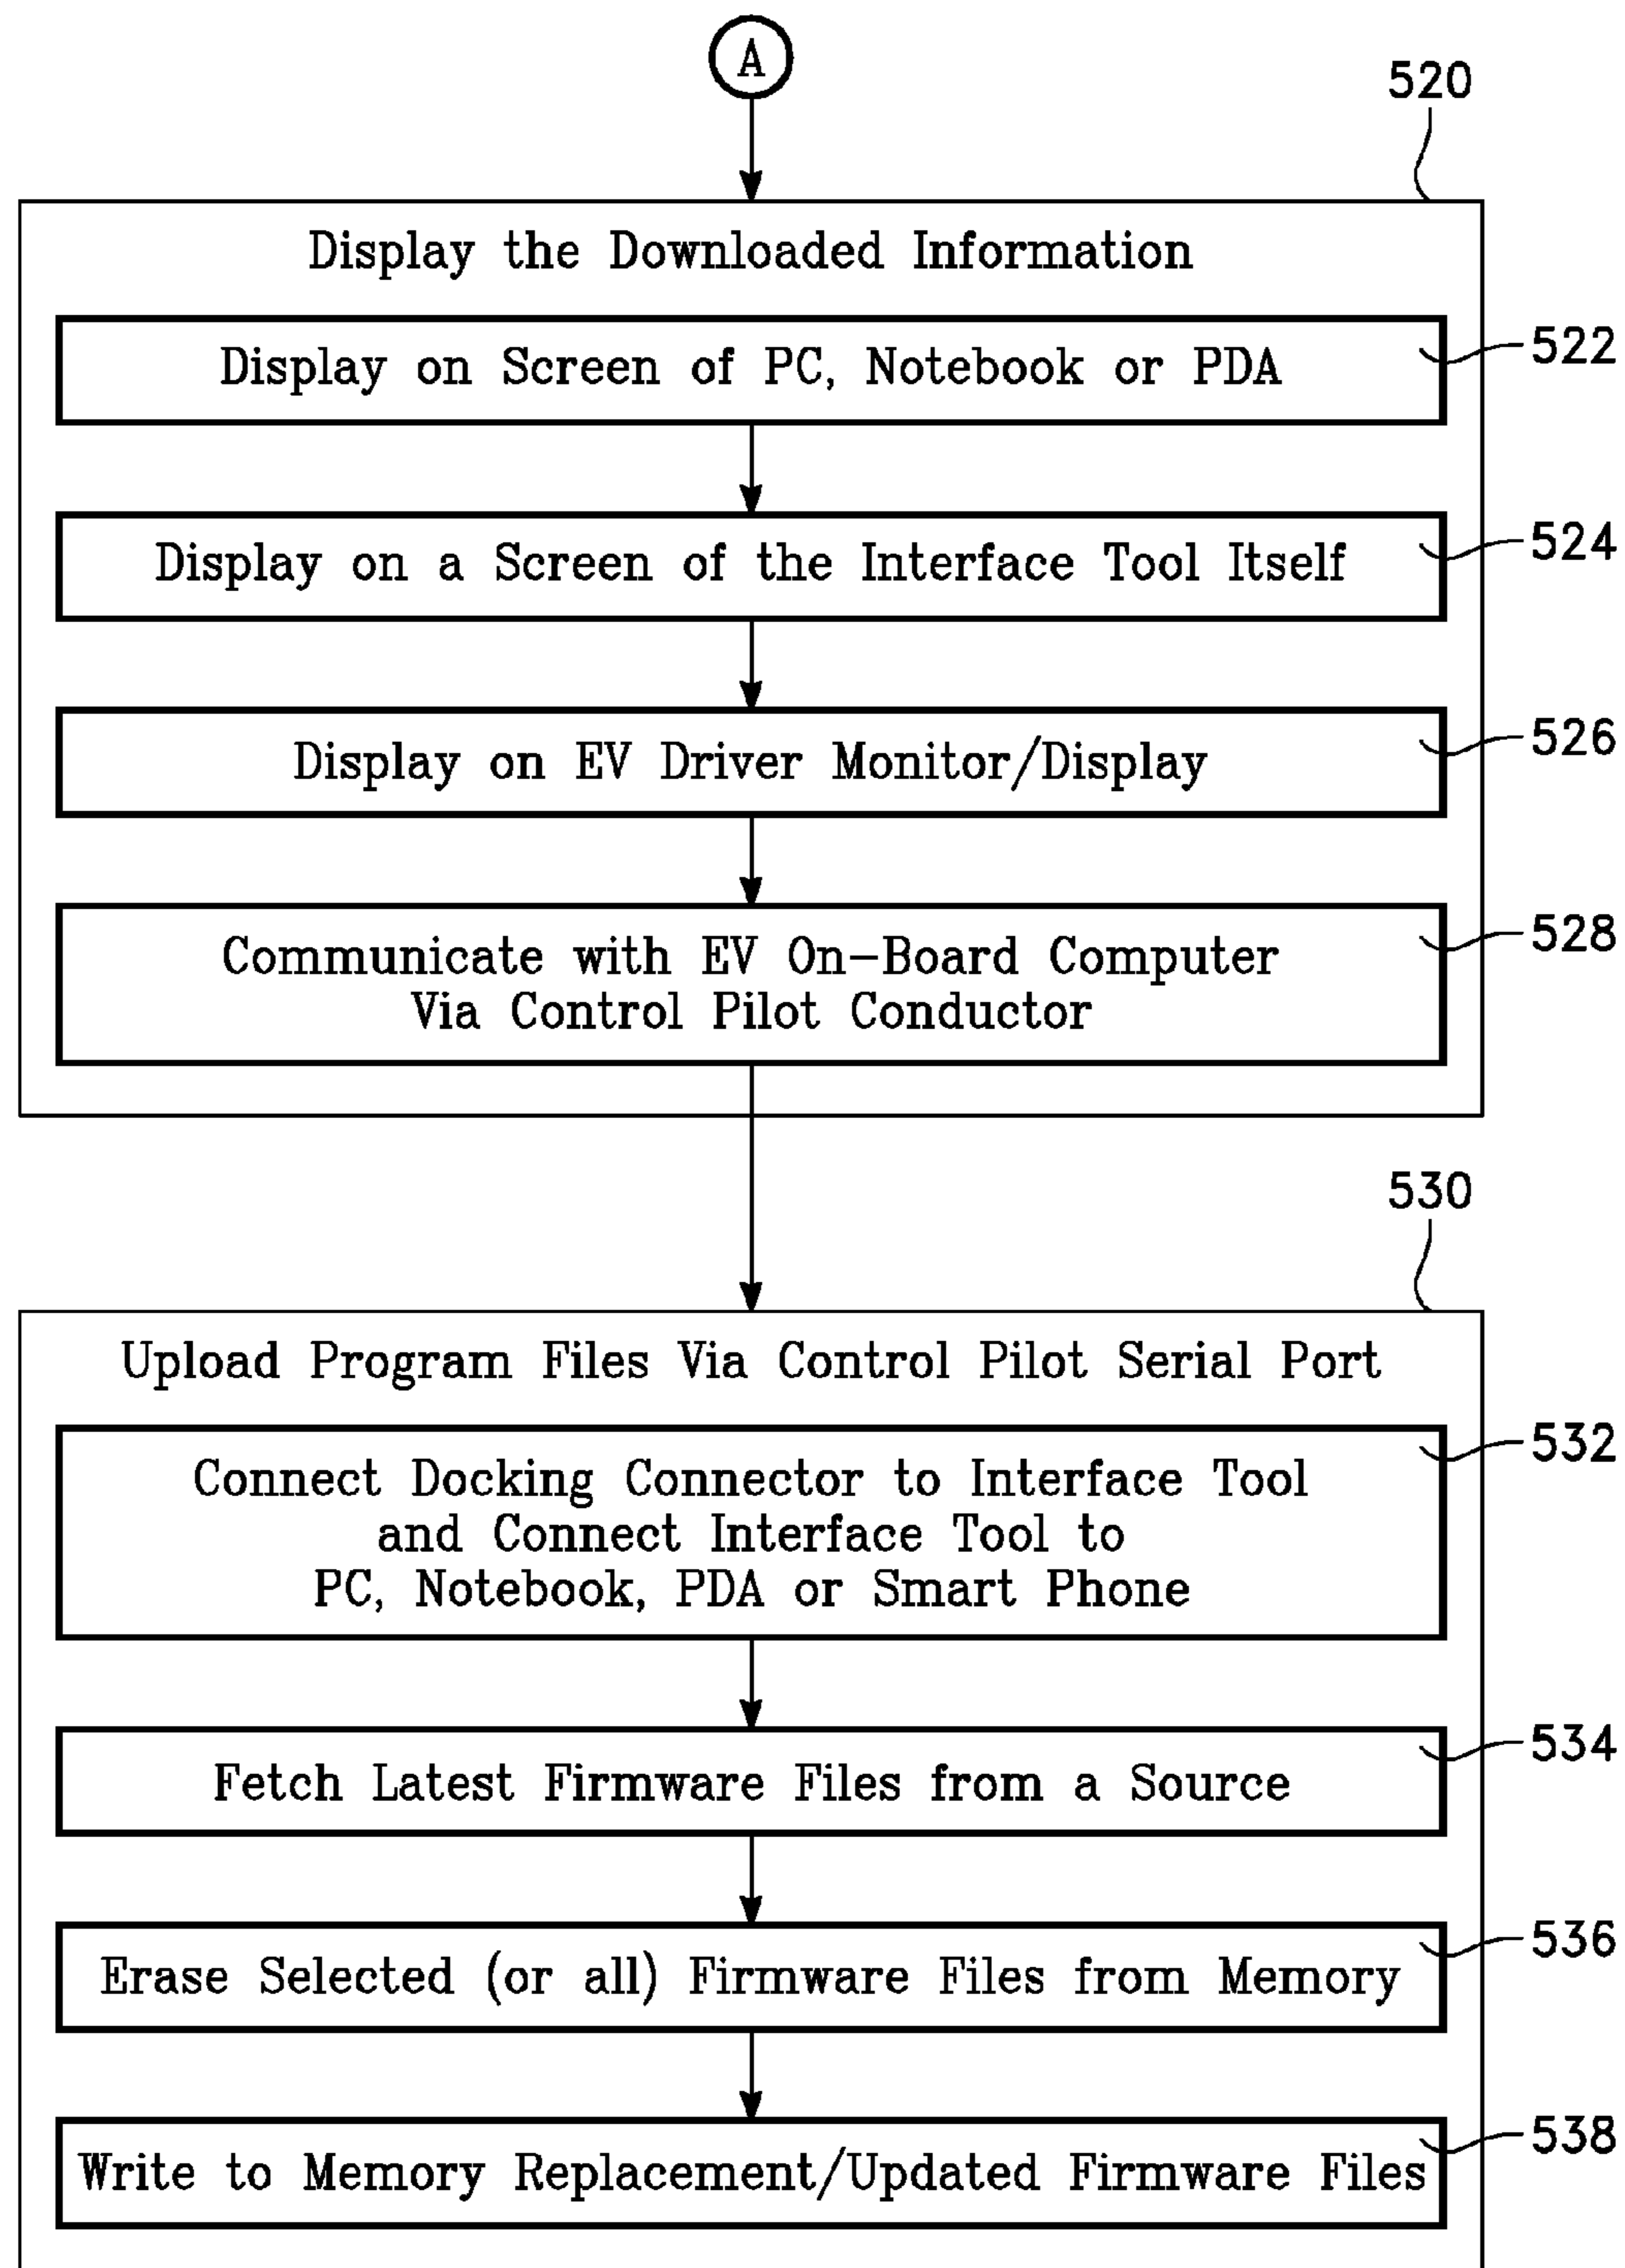 A
520
Display the Downloaded Information
Display on Screen of PC, Notebook or PDA
522
Display on a Screen of the Interface Tool Itself
524
Display on EV Driver Monitor/Display
526
Communicate with EV On-Board Computer
Via Control Pilot Conductor
528
530
Upload Program Files Via Control Pilot Serial Port
Connect Docking Connector to Interface Tool
and Connect Interface Tool to
PC, Notebook, PDA or Smart Phone
532
Fetch Latest Firmware Files from a Source
534
Erase Selected (or all) Firmware Files from Memory
536
Write to Memory Replacement/Updated Firmware Files
538